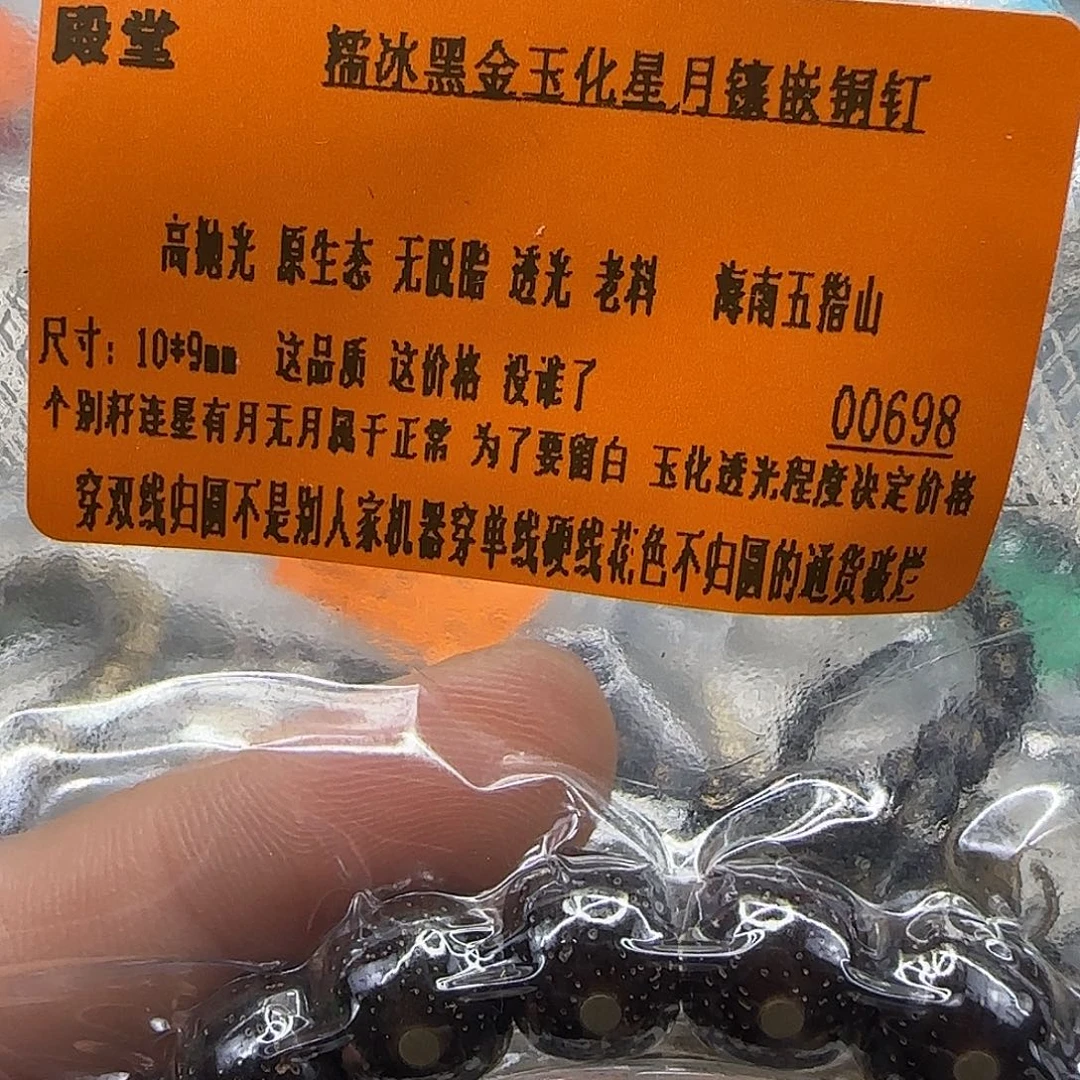 殿堂
糯冰黑金玉化星月镶嵌铜钉
高抛光 原生态 无脱脂 透光 老料 海南五指山
尺寸：10*9mm 这品质 这价格 没谁了
00698
个别籽连星有月无月属于正常 为了要留白 玉化透光程度决定价格
穿双线归圆不是别人家机器穿单线硬线花色不归圆的通货破烂